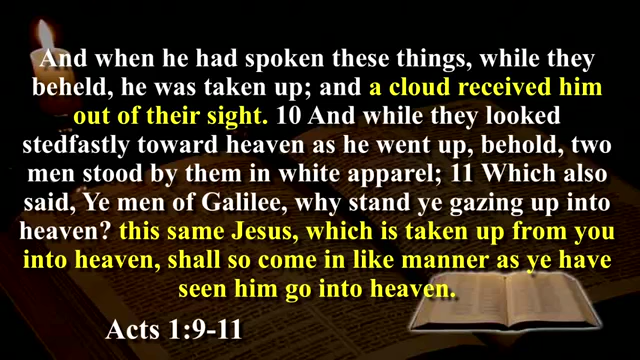 And when he had spoken these things, while they
beheld, he was taken up; and a cloud received him
out of their sight. 10 And while they looked
stedfastly toward heaven as he went up, behold, two
men stood by them in white apparel; 11 Which also
said, Ye men of Galilee, why stand ye gazing up into
heaven? this same Jesus, which is taken up from you
into heaven, shall so come in like manner as ye have
seen him go into heaven.
Acts 1:9-11